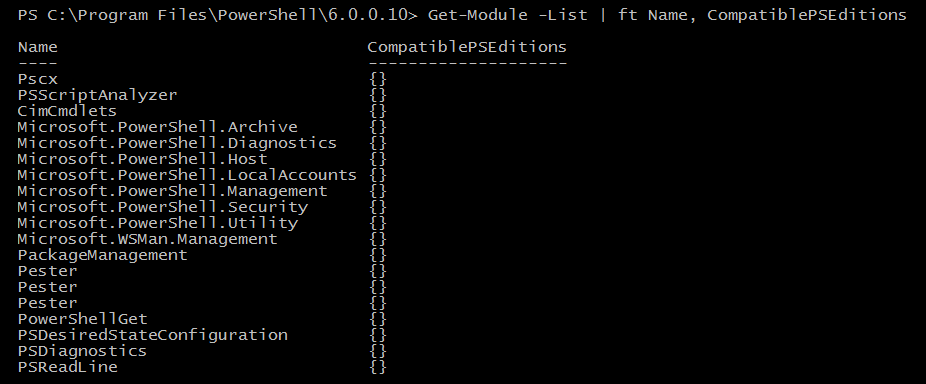 PS C:\Program Files\PowerShell\6.0.0.10> Get-Module -List | ft Name, CompatiblePSEditions
Name CompatiblePSEditions
---- --------------------
Pscx {}
PSScriptAnalyzer {}
CimCmdlets {}
Microsoft.PowerShell.Archive {}
Microsoft.PowerShell.Diagnostics {}
Microsoft.PowerShell.Host {}
Microsoft.PowerShell.LocalAccounts {}
Microsoft.PowerShell.Management {}
Microsoft.PowerShell.Security {}
Microsoft.PowerShell.Utility {}
Microsoft.WSMan.Management {}
PackageManagement {}
Pester {}
Pester {}
Pester {}
PowerShellGet {}
PSDesiredStateConfiguration {}
PSDiagnostics {}
PSReadLine {}